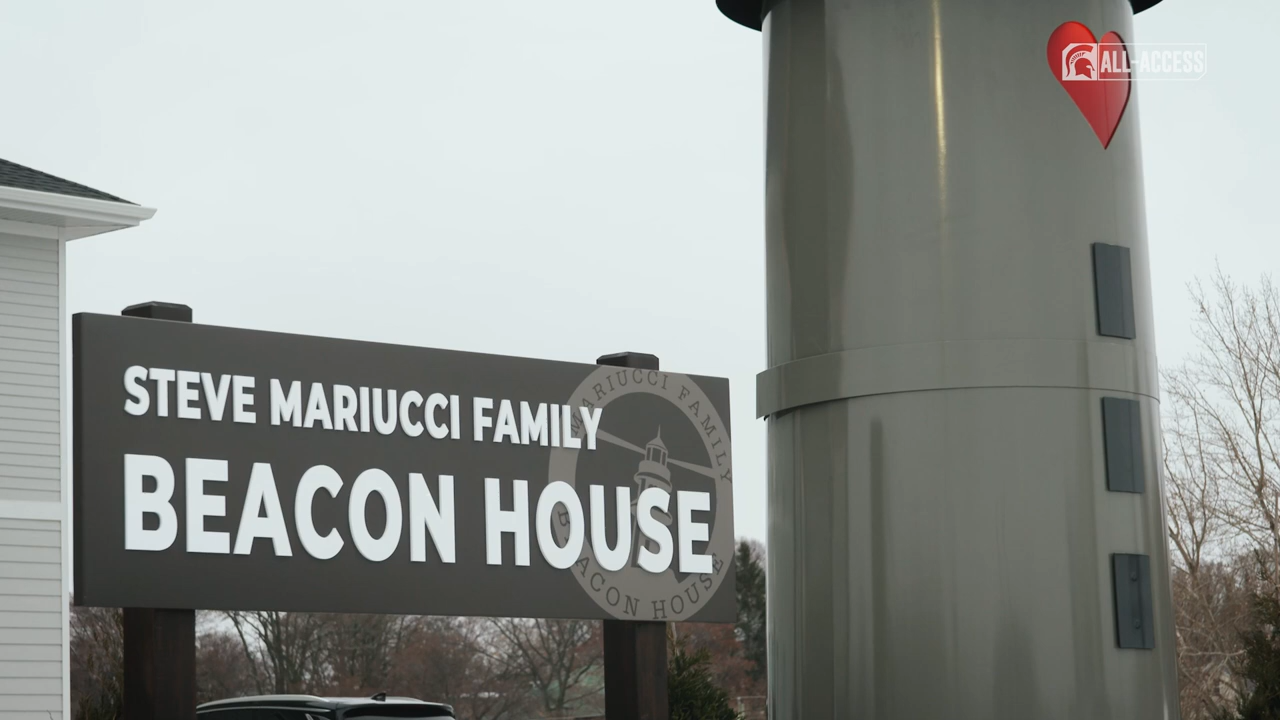 ALL-ACCESS
STEVE MARIUCCI FAMILY
BEACON HOUSE
MARIUCCI FAMILY
BEACON HOUSE